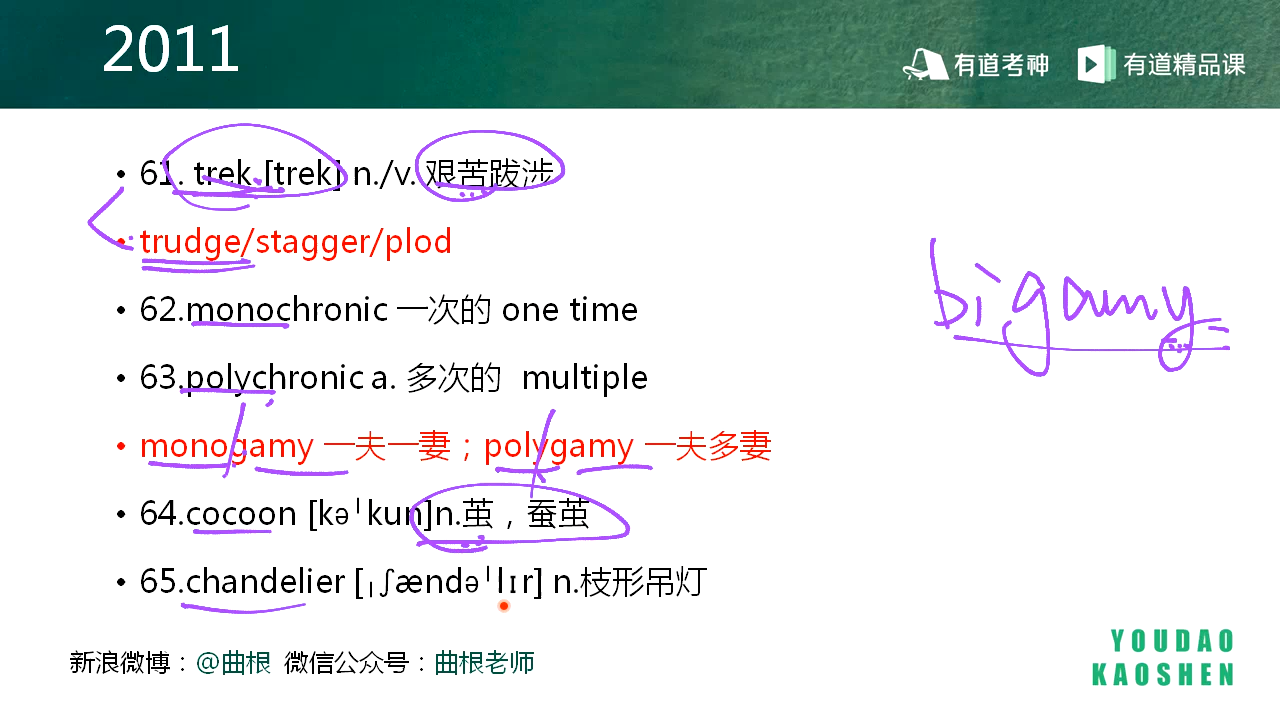 2011
有道考神
有道精品课
• 61. trek [trek] n./v. 艰苦跋涉
• trudge/stagger/plod
• 62.monochronic 一次的 one time
• 63.polychronic a. 多次的 multiple
• monogamy 一夫一妻；polygamy 一夫多妻
• 64.cocoon [kəˈkun]n.茧，蚕茧
• 65.chandelier [ˌʃændəˈlɪr] n.枝形吊灯
bigamy
新浪微博：@曲根 微信公众号：曲根老师
YOUDAO
KAOSHEN